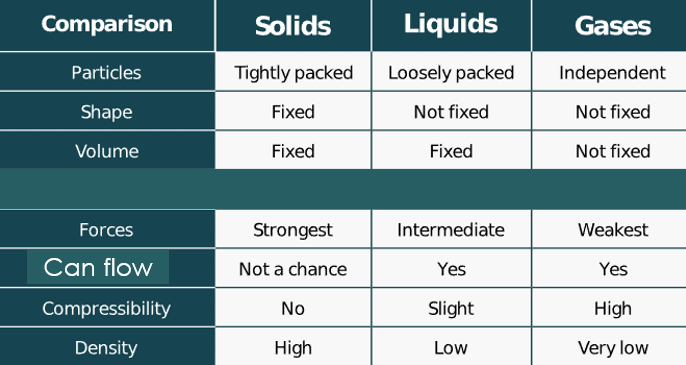 Comparison Solids Liquids Gases
Particles Tightly packed Loosely packed Independent
Shape Fixed Not fixed Not fixed
Volume Fixed Fixed Not fixed
Forces Strongest Intermediate Weakest
Can flow Not a chance Yes Yes
Compressibility No Slight High
Density High Low Very low